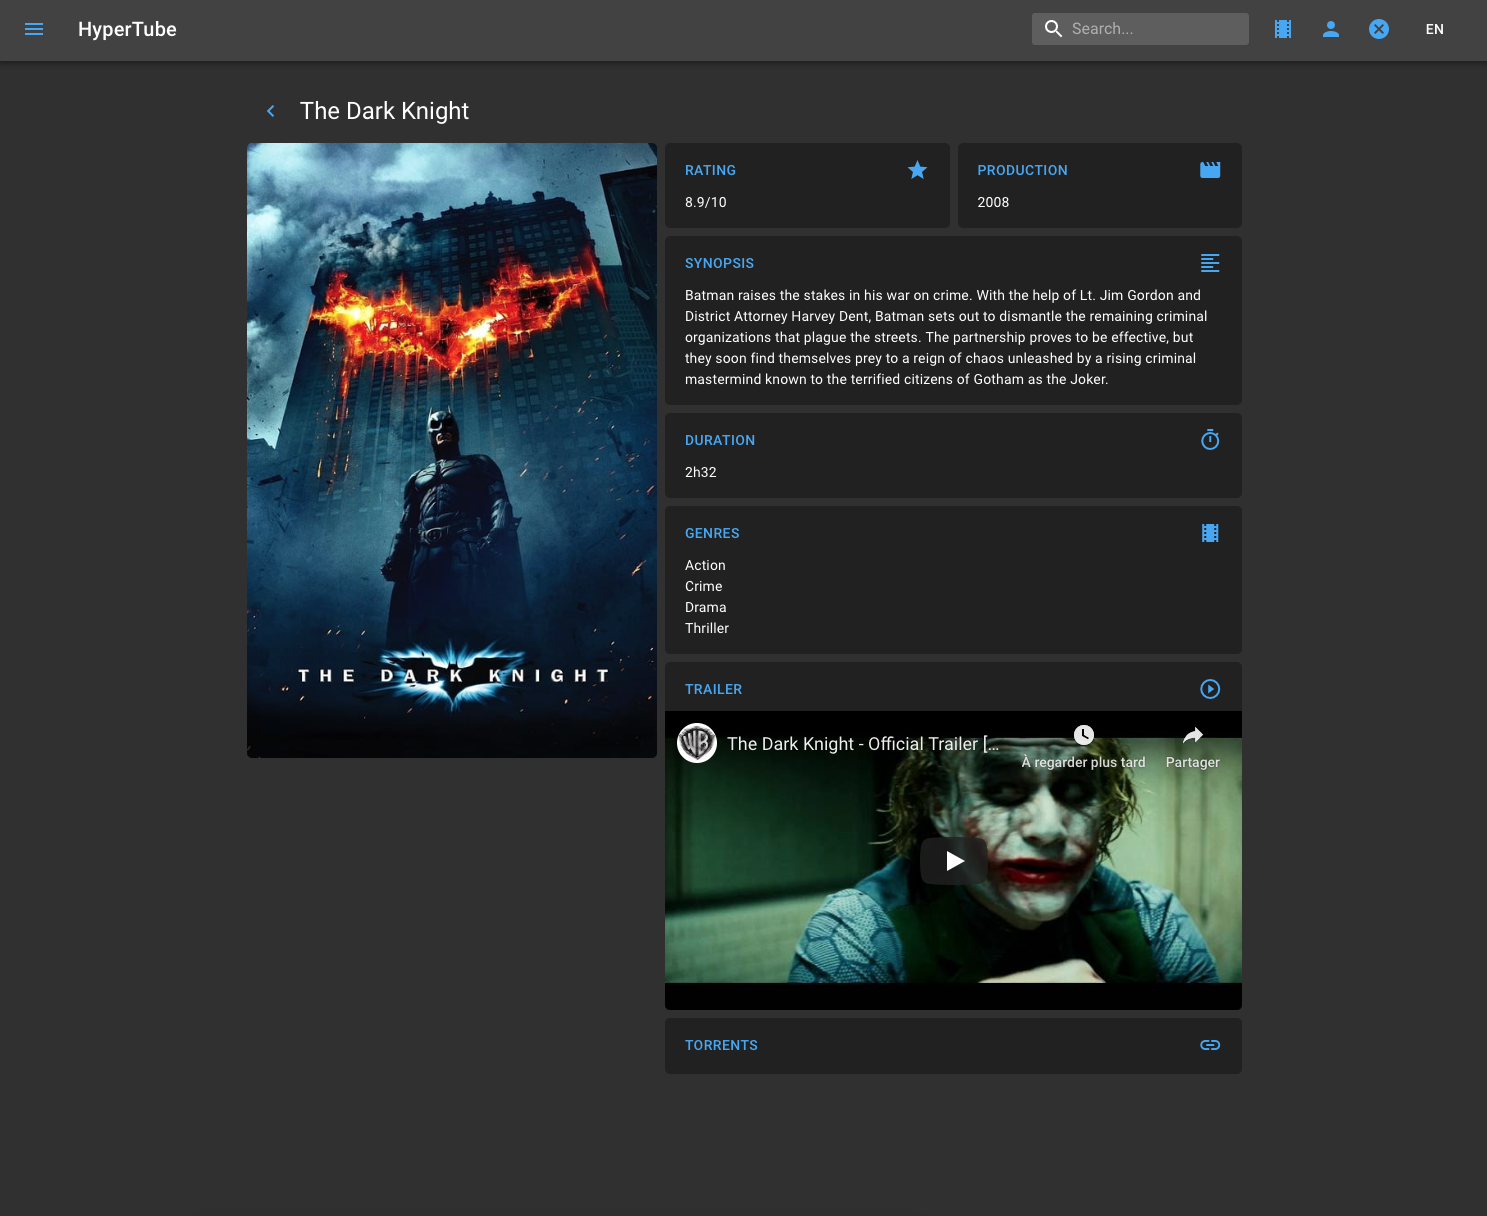 HyperTube
Search...
EN
The Dark Knight
THE DARK KNIGHT
RATING
8.9/10
PRODUCTION
2008
SYNOPSIS
Batman raises the stakes in his war on crime. With the help of Lt. Jim Gordon and
District Attorney Harvey Dent, Batman sets out to dismantle the remaining criminal
organizations that plague the streets. The partnership proves to be effective, but
they soon find themselves prey to a reign of chaos unleashed by a rising criminal
mastermind known to the terrified citizens of Gotham as the Joker.
DURATION
2h32
GENRES
Action
Crime
Drama
Thriller
TRAILER
WB
The Dark Knight - Official Trailer [...
À regarder plus tard
Partager
TORRENTS